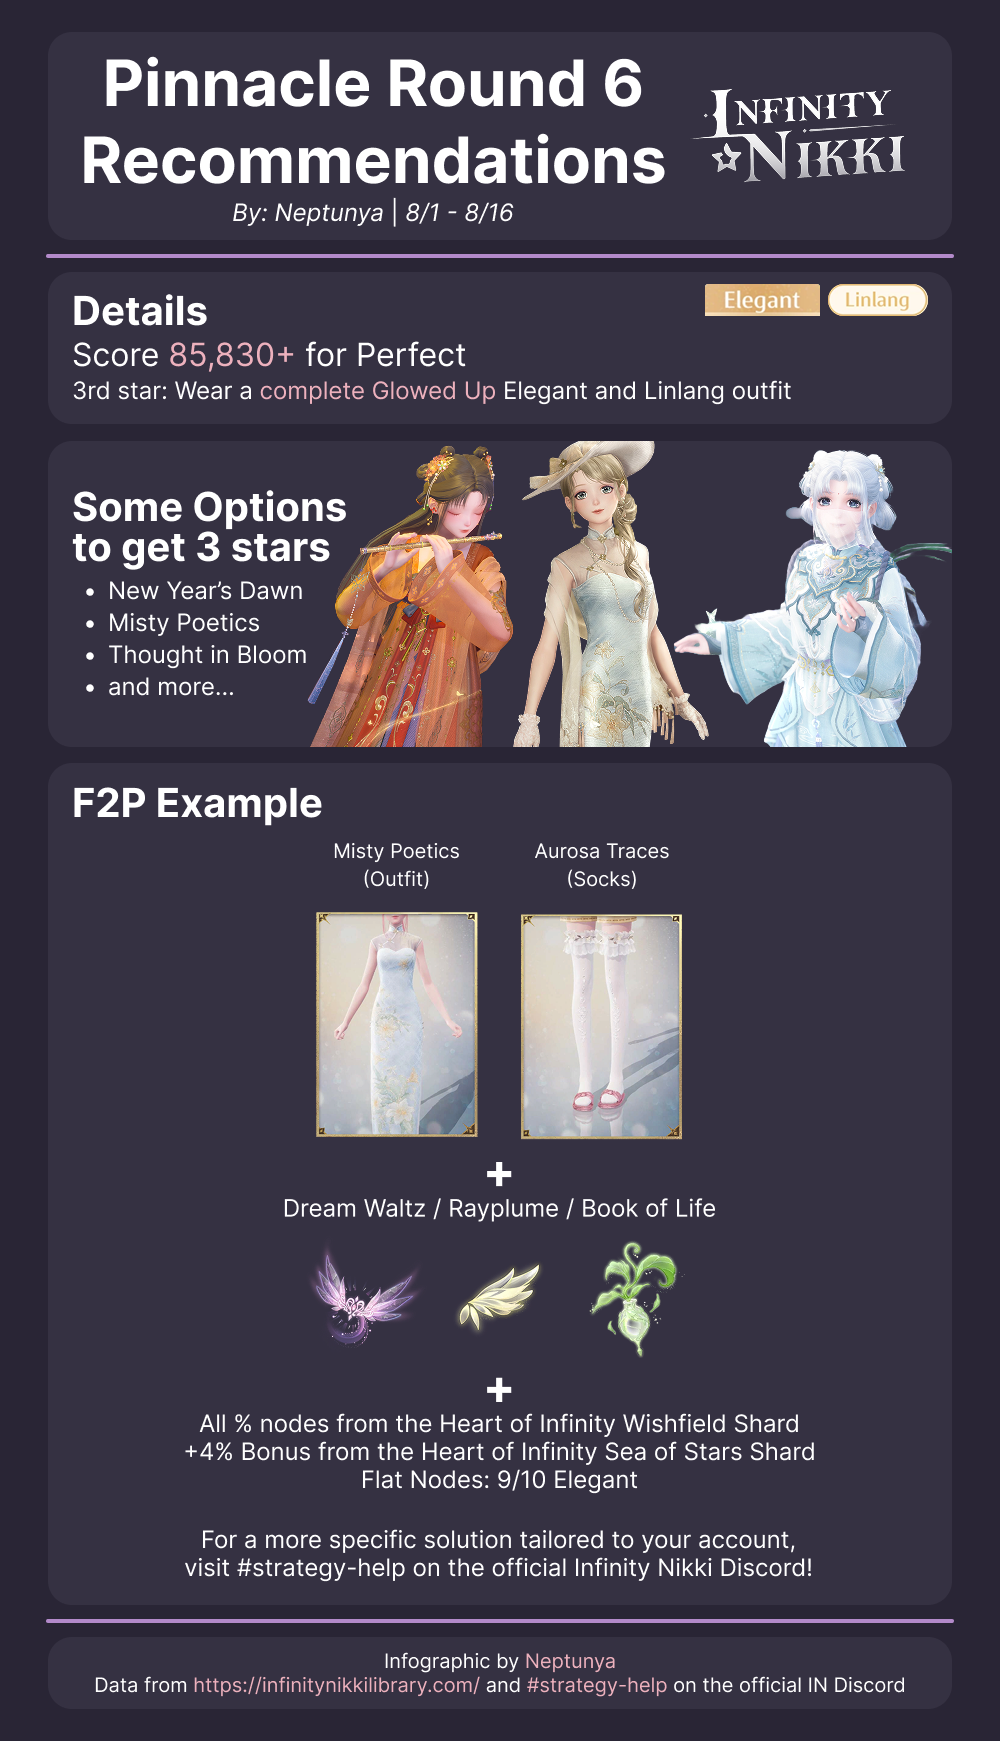 Pinnacle Round 6
Recommendations
By: Neptunya | 8/1 - 8/16
INFINITY
NIKKI
Details
Elegant
Linlang
Score 85,830+ for Perfect
3rd star: Wear a complete Glowed Up Elegant and Linlang outfit
Some Options
to get 3 stars
• New Year’s Dawn
• Misty Poetics
• Thought in Bloom
• and more...
F2P Example
Misty Poetics
(Outfit)
Aurosa Traces
(Socks)
+
Dream Waltz / Rayplume / Book of Life
+
All % nodes from the Heart of Infinity Wishfield Shard
+4% Bonus from the Heart of Infinity Sea of Stars Shard
Flat Nodes: 9/10 Elegant
For a more specific solution tailored to your account,
visit #strategy-help on the official Infinity Nikki Discord!
Infographic by Neptunya
Data from https://infinitynikkilibrary.com/ and #strategy-help on the official IN Discord